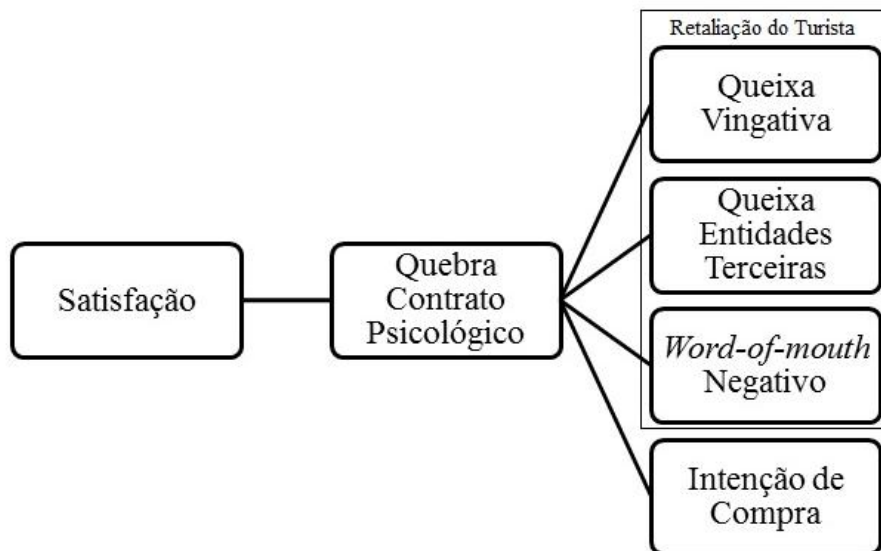 Retaliação do Turista
Queixa
Vingativa
Queixa
Entidades
Terceiras
Satisfação
Quebra
Contrato
Psicológico
Word-of-mouth
Negativo
Intenção de
Compra